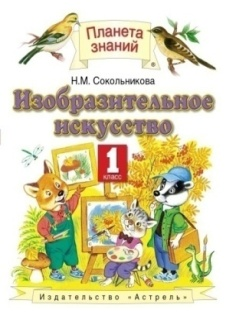 Планета
знаний
Н.М. Сокольникова
Изобразительное
искусство
1
класс
Издательство «Астрель»